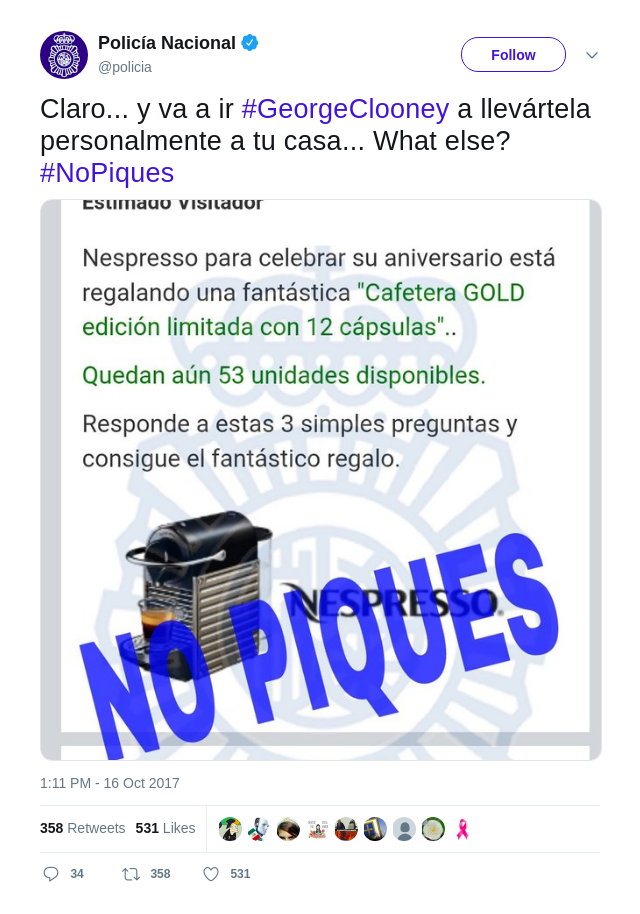 Policía Nacional
@policia
Follow
Claro... y va a ir #GeorgeClooney a llevártela
personalmente a tu casa... What else?
#NoPiques
Estimado Visitador
Nespresso para celebrar su aniversario está
regalando una fantástica "Cafetera GOLD
edición limitada con 12 cápsulas"..
Quedan aún 53 unidades disponibles.
Responde a estas 3 simples preguntas y
consigue el fantástico regalo.
NESPRESSO
NO PIQUES
1:11 PM - 16 Oct 2017
358 Retweets 531 Likes
34 358 531